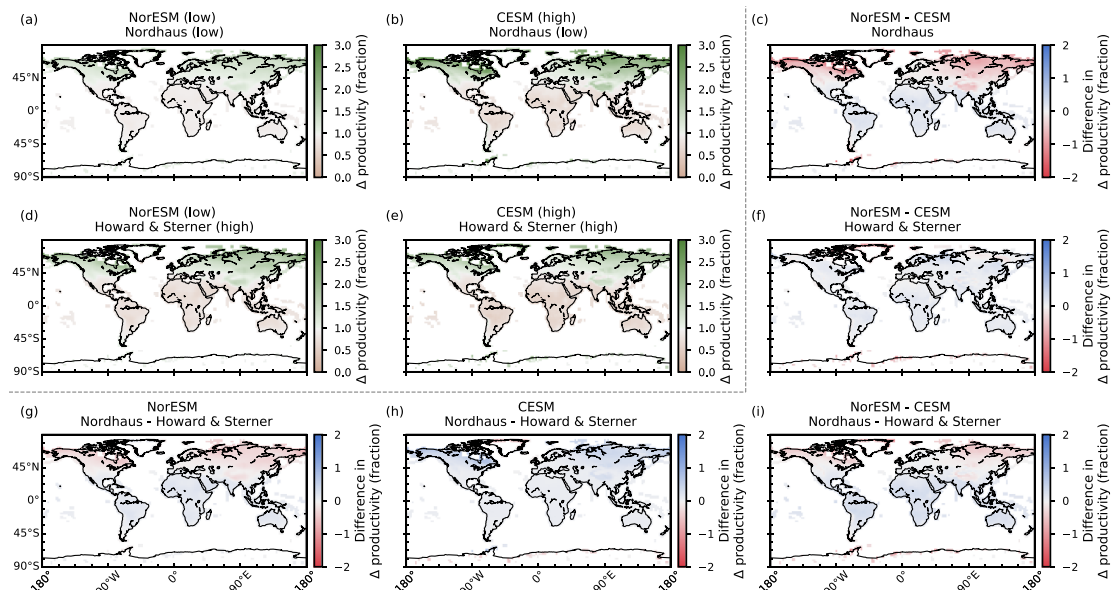 (a)
NorESM (low)
Nordhaus (low)
45°N
0°
45°S
90°S
3.0
2.5
2.0
1.5
1.0
0.5
0.0
Δ productivity (fraction)
(b)
CESM (high)
Nordhaus (low)
3.0
2.5
2.0
1.5
1.0
0.5
0.0
Δ productivity (fraction)
(c)
NorESM - CESM
Nordhaus
2
1
0
−1
−2
Difference in
Δ productivity (fraction)
(d)
NorESM (low)
Howard & Sterner (high)
45°N
0°
45°S
90°S
3.0
2.5
2.0
1.5
1.0
0.5
0.0
Δ productivity (fraction)
(e)
CESM (high)
Howard & Sterner (high)
3.0
2.5
2.0
1.5
1.0
0.5
0.0
Δ productivity (fraction)
(f)
NorESM - CESM
Howard & Sterner
2
1
0
−1
−2
Difference in
Δ productivity (fraction)
(g)
NorESM
Nordhaus - Howard & Sterner
45°N
0°
45°S
90°S
180°
90°W
0°
90°E
180°
2
1
0
−1
−2
Difference in
Δ productivity (fraction)
(h)
CESM
Nordhaus - Howard & Sterner
180°
90°W
0°
90°E
180°
2
1
0
−1
−2
Difference in
Δ productivity (fraction)
(i)
NorESM - CESM
Nordhaus - Howard & Sterner
180°
90°W
0°
90°E
180°
2
1
0
−1
−2
Difference in
Δ productivity (fraction)